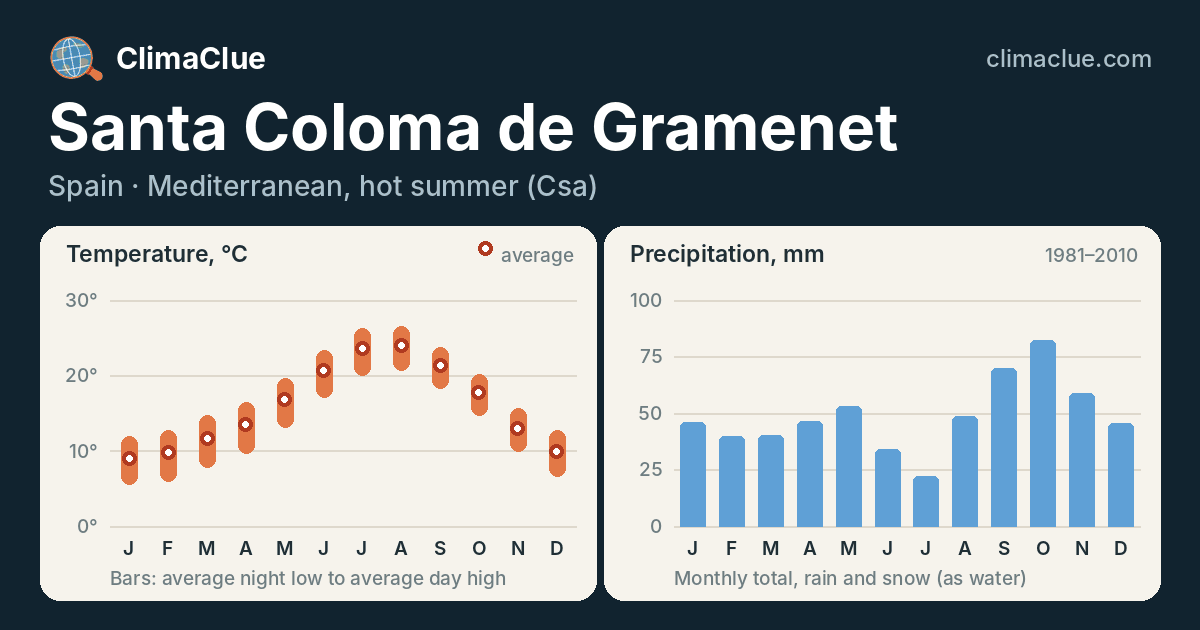 ClimaClue
climaclue.com
Santa Coloma de Gramenet
Spain · Mediterranean, hot summer (Csa)
Temperature, °C
average
30°
20°
10°
0°
J F M A M J J A S O N D
Bars: average night low to average day high
Precipitation, mm
1981–2010
100
75
50
25
0
J F M A M J J A S O N D
Monthly total, rain and snow (as water)